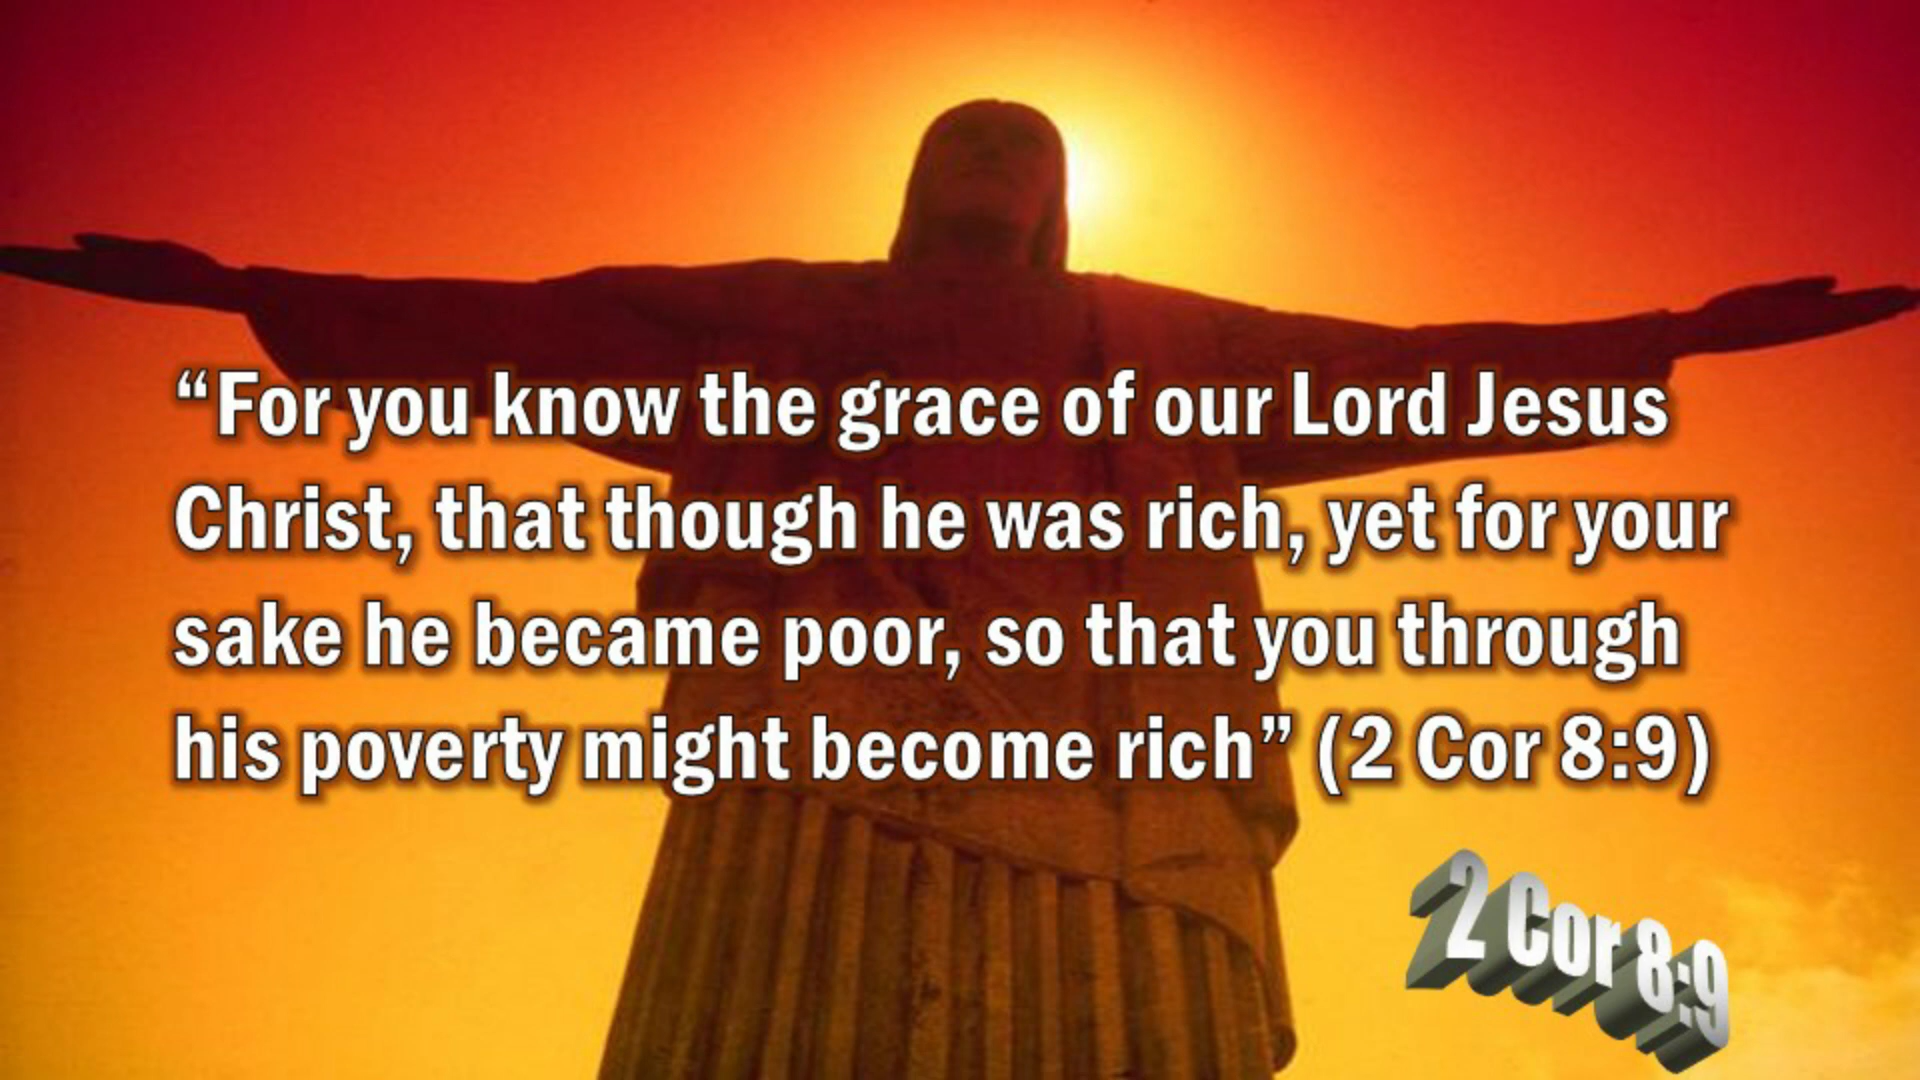 “For you know the grace of our Lord Jesus
Christ, that though he was rich, yet for your
sake he became poor, so that you through
his poverty might become rich” (2 Cor 8:9)
2 Cor 8:9